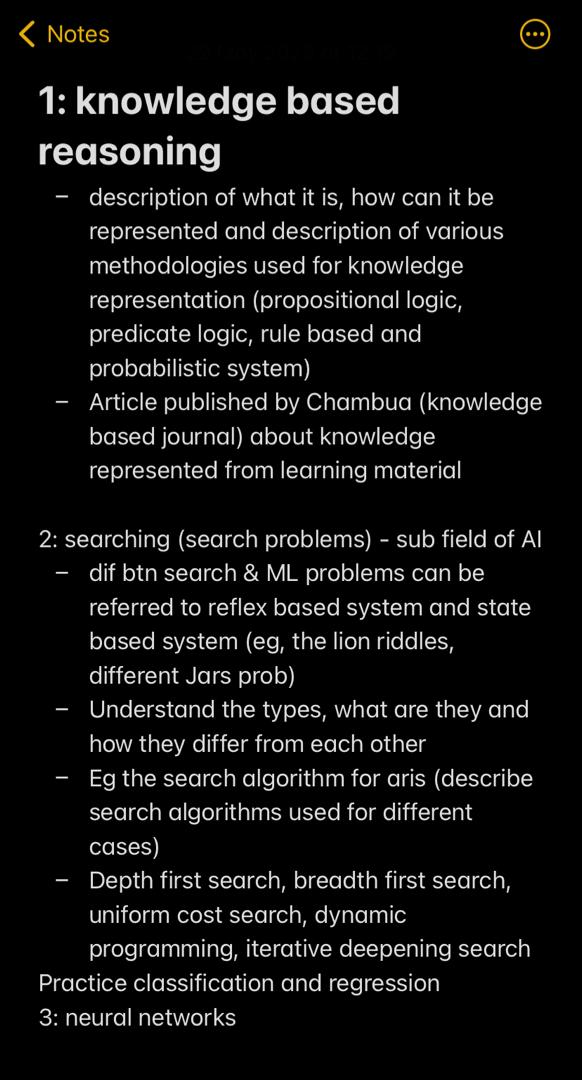 Notes
1: knowledge based
reasoning
– description of what it is, how can it be
represented and description of various
methodologies used for knowledge
representation (propositional logic,
predicate logic, rule based and
probabilistic system)
– Article published by Chambua (knowledge
based journal) about knowledge
represented from learning material
2: searching (search problems) - sub field of AI
– dif btn search & ML problems can be
referred to reflex based system and state
based system (eg, the lion riddles,
different Jars prob)
– Understand the types, what are they and
how they differ from each other
– Eg the search algorithm for aris (describe
search algorithms used for different
cases)
– Depth first search, breadth first search,
uniform cost search, dynamic
programming, iterative deepening search
Practice classification and regression
3: neural networks